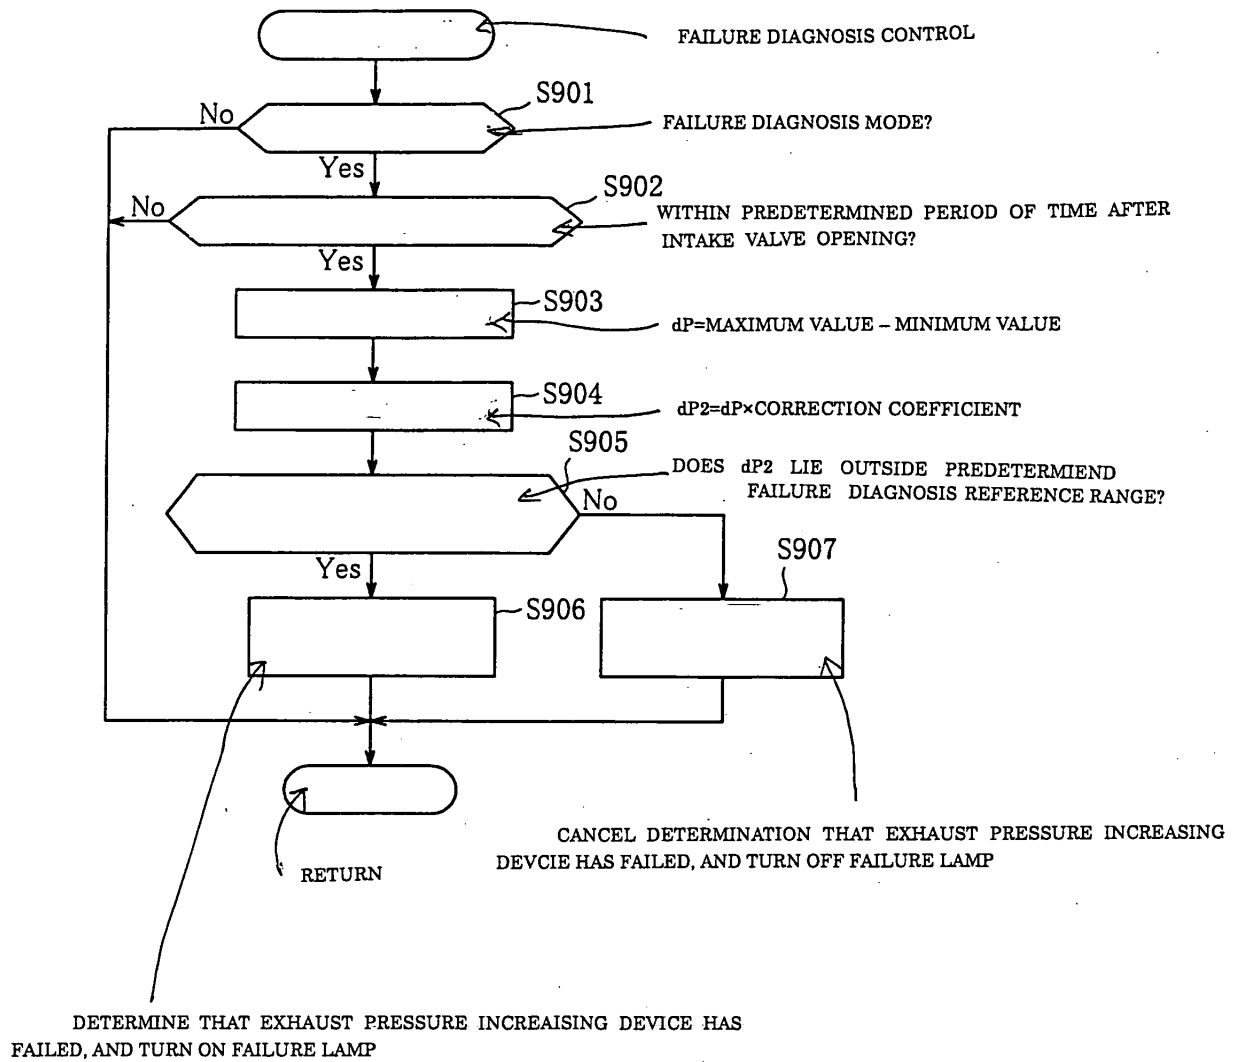 FAILURE DIAGNOSIS CONTROL
S901
No
FAILURE DIAGNOSIS MODE?
Yes
S902
No
WITHIN PREDETERMINED PERIOD OF TIME AFTER
INTAKE VALVE OPENING?
Yes
S903
dP=MAXIMUM VALUE – MINIMUM VALUE
S904
dP2=dP×CORRECTION COEFFICIENT
S905
DOES dP2 LIE OUTSIDE PREDETERMIEND
FAILURE DIAGNOSIS REFERENCE RANGE?
No
Yes
S907
S906
CANCEL DETERMINATION THAT EXHAUST PRESSURE INCREASING
DEVCIE HAS FAILED, AND TURN OFF FAILURE LAMP
RETURN
DETERMINE THAT EXHAUST PRESSURE INCREAISING DEVICE HAS
FAILED, AND TURN ON FAILURE LAMP